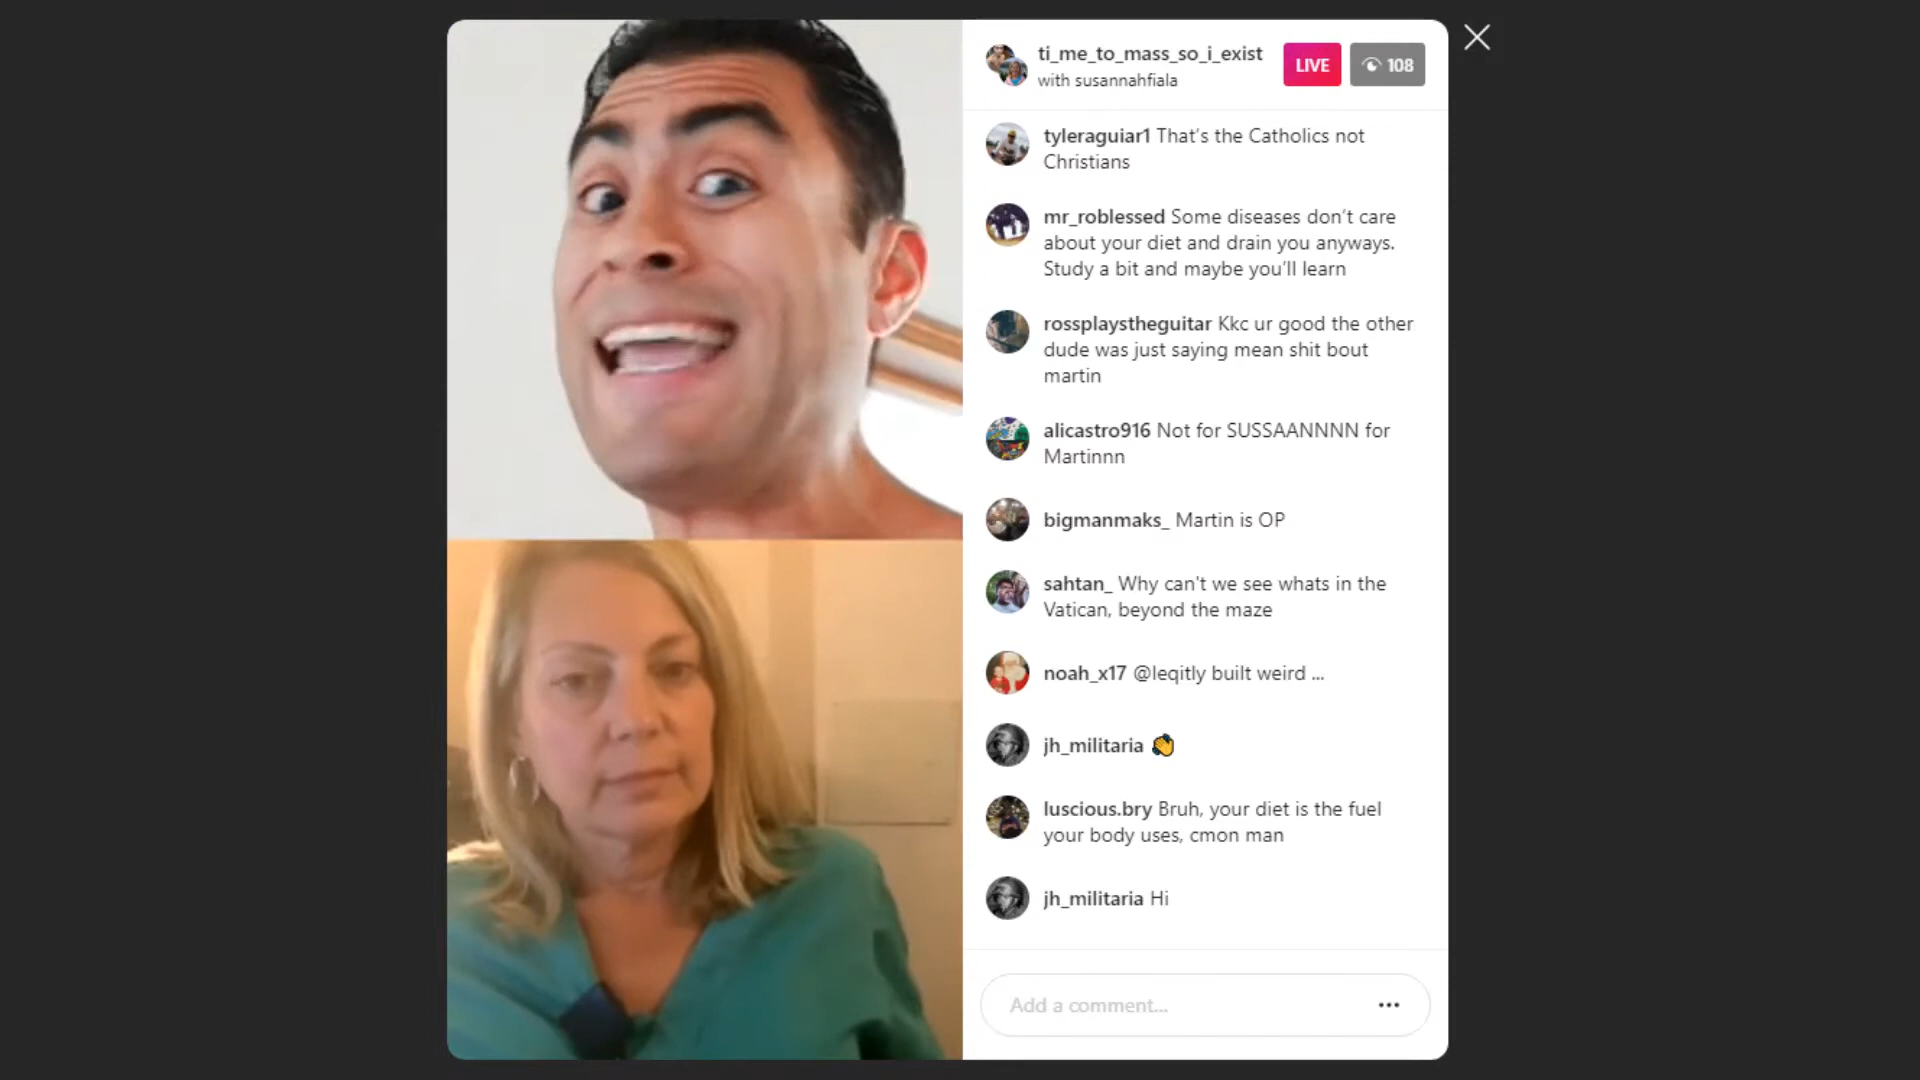 ti_me_to_mass_so_i_exist
with susannahfiala
LIVE
108
tyleraguiar1 That's the Catholics not
Christians
mr_roblessed Some diseases don't care
about your diet and drain you anyways.
Study a bit and maybe you'll learn
rossplaystheguitar Kkc ur good the other
dude was just saying mean shit bout
martin
alicastro916 Not for SUSSAANNNN for
Martinnn
bigmanmaks_ Martin is OP
sahtan_ Why can't we see whats in the
Vatican, beyond the maze
noah_x17 @leqitly built weird ...
jh_militaria 👏
luscious.bry Bruh, your diet is the fuel
your body uses, cmon man
jh_militaria Hi
Add a comment...